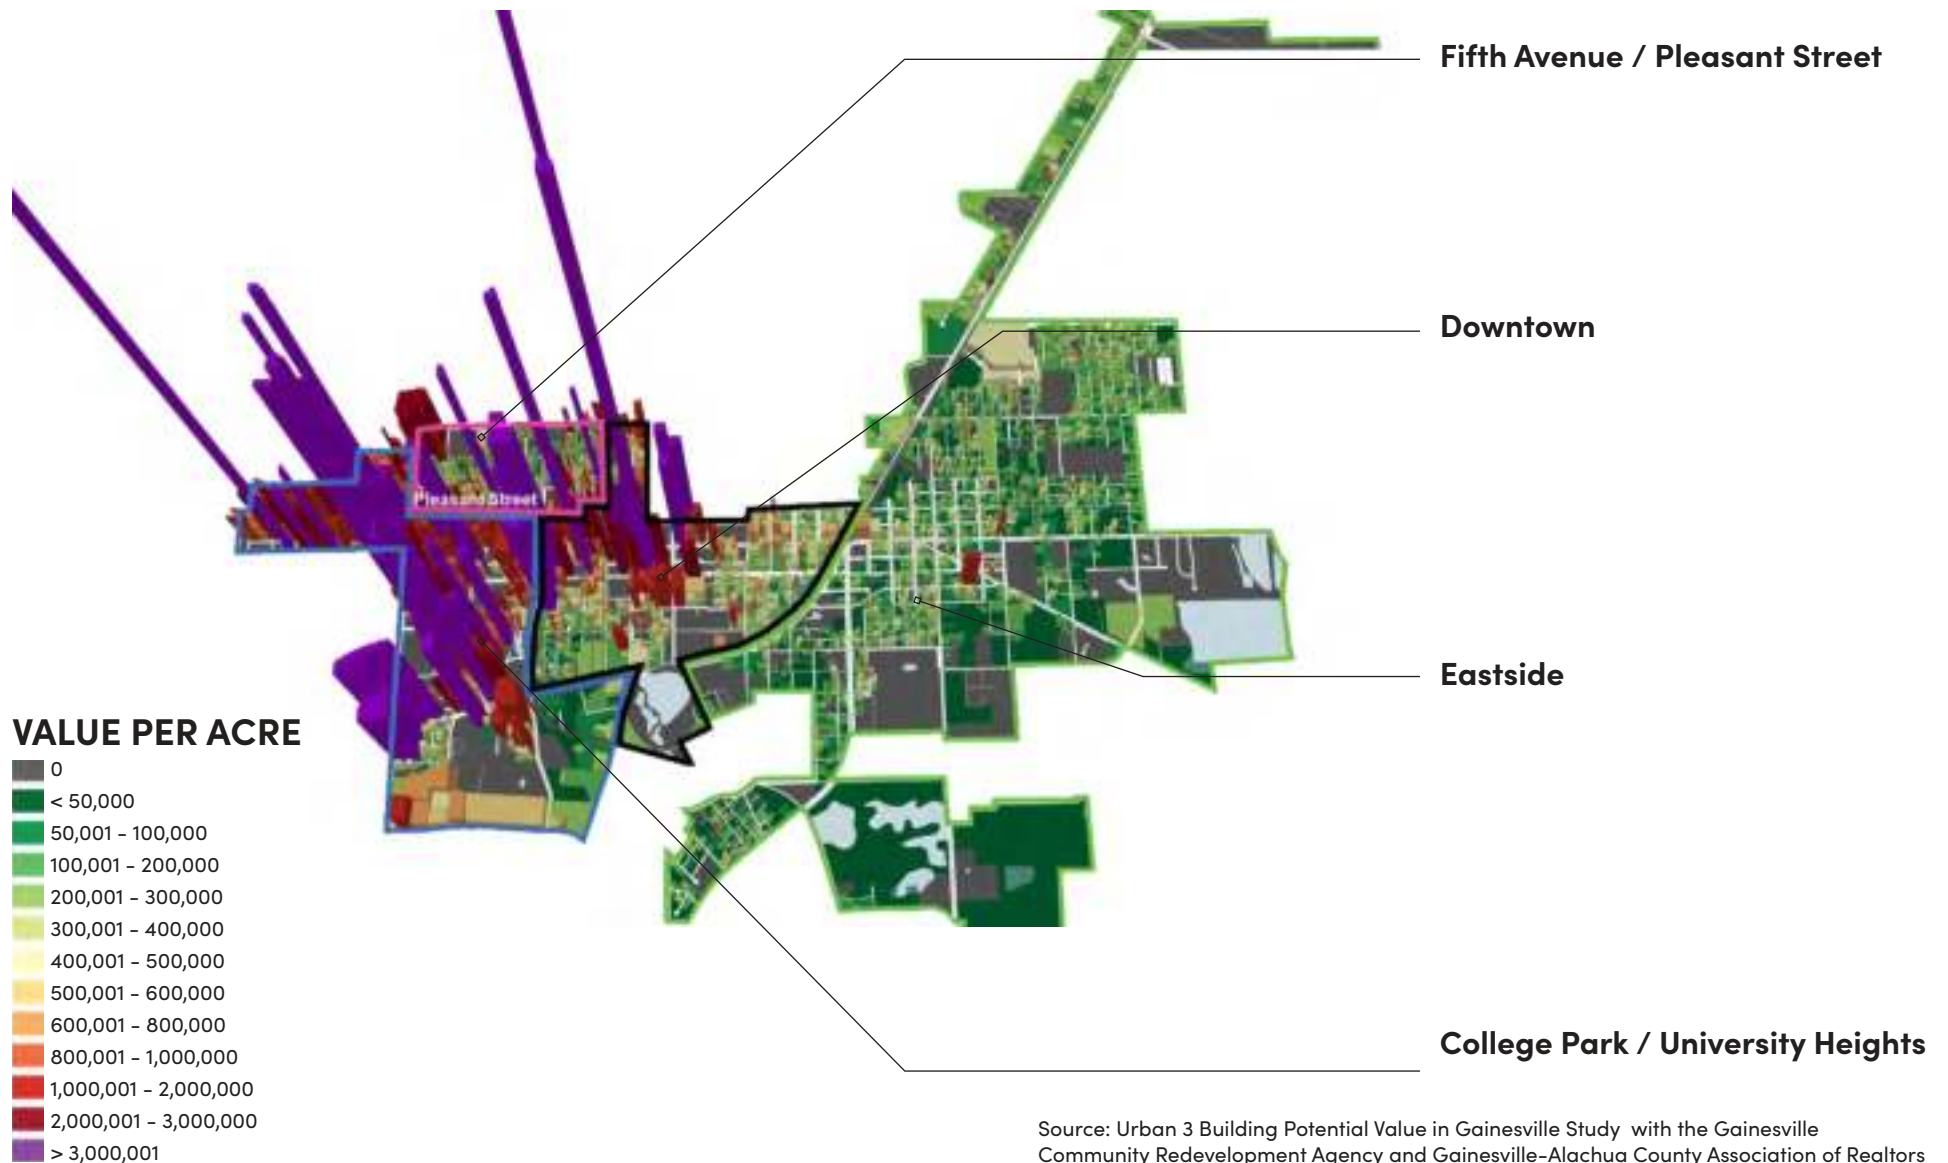 Fifth Avenue / Pleasant Street
Downtown
Pleasant Street
Eastside
VALUE PER ACRE
0
< 50,000
50,001 - 100,000
100,001 - 200,000
200,001 - 300,000
300,001 - 400,000
400,001 - 500,000
500,001 - 600,000
600,001 - 800,000
800,001 - 1,000,000
1,000,001 - 2,000,000
2,000,001 - 3,000,000
> 3,000,001
College Park / University Heights
Source: Urban 3 Building Potential Value in Gainesville Study with the Gainesville
Community Redevelopment Agency and Gainesville-Alachua County Association of Realtors